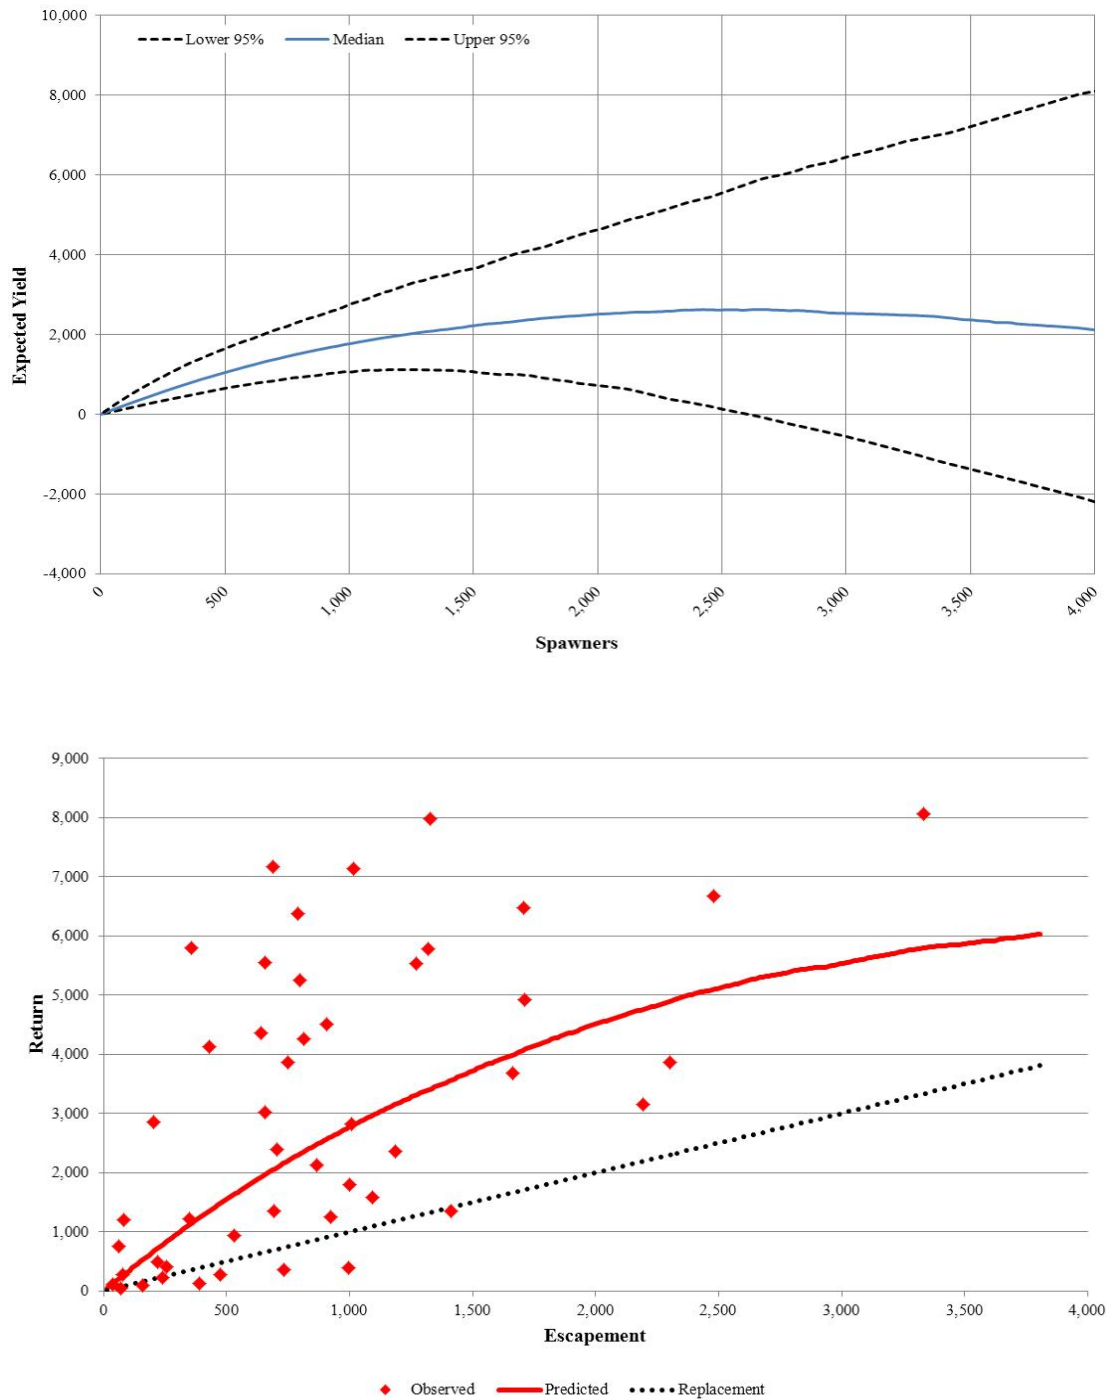 10,000
Lower 95% Median Upper 95%
8,000
6,000
4,000
2,000
0
-2,000
-4,000
Expected Yield
0 500 1,000 1,500 2,000 2,500 3,000 3,500 4,000
Spawners
9,000
8,000
7,000
6,000
5,000
4,000
3,000
2,000
1,000
0
Return
0 500 1,000 1,500 2,000 2,500 3,000 3,500 4,000
Escapement
Observed Predicted Replacement